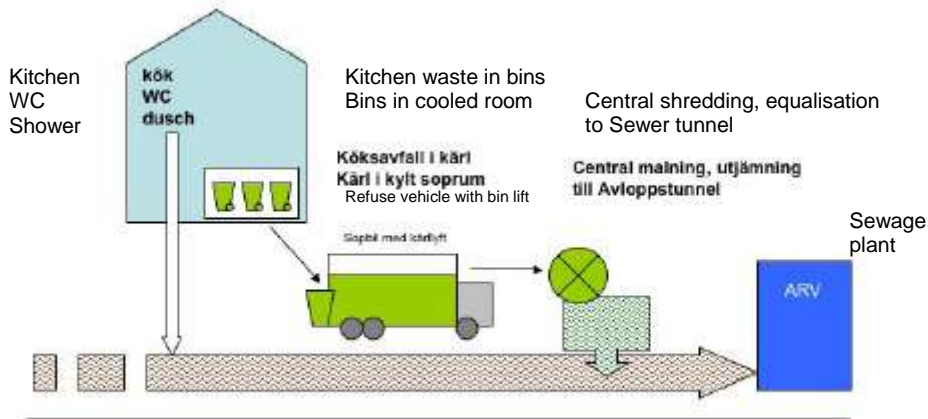 Kitchen
WC
Shower
kök
WC
dusch
Kitchen waste in bins
Bins in cooled room
Köksavfall i kärl
Kärl i kylt soprum
Refuse vehicle with bin lift
Sopbil med kärllyft
Central shredding, equalisation
to Sewer tunnel
Central malning, utjämning
till Avloppstunnel
Sewage
plant
ARV